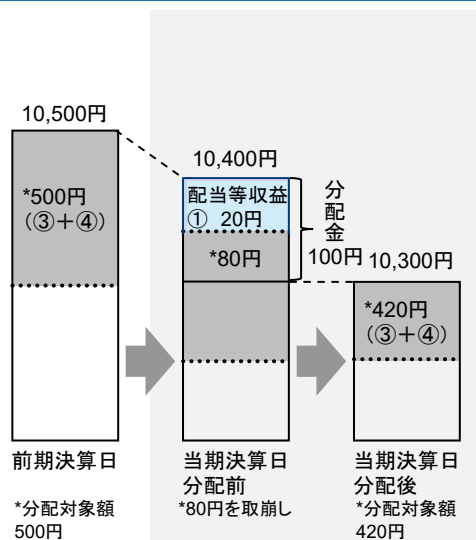 10,500円
*500円
(③+④)
前期決算日
*分配対象額
500円
10,400円
配当等収益
① 20円
*80円
分配金
100円
当期決算日
分配前
*80円を取崩し
10,300円
*420円
(③+④)
当期決算日
分配後
*分配対象額
420円